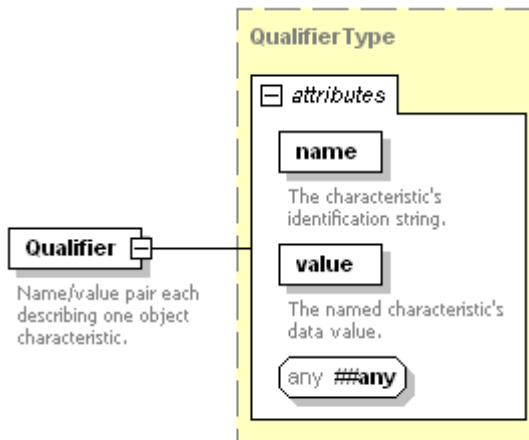 QualifierType
attributes
name
The characteristic's
identification string.
Qualifier
Name/value pair each
describing one object
characteristic.
value
The named characteristic's
data value.
any ##any